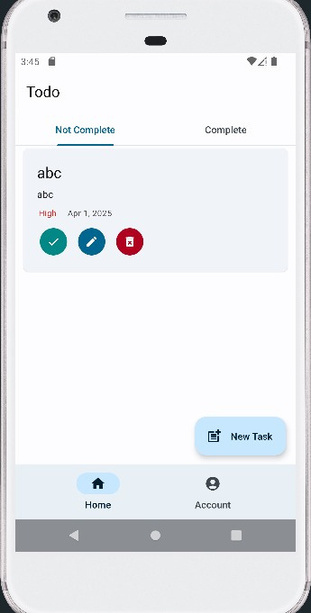 3:45
Todo
Not Complete Complete
abc
abc
High Apr 1, 2025
New Task
Home Account